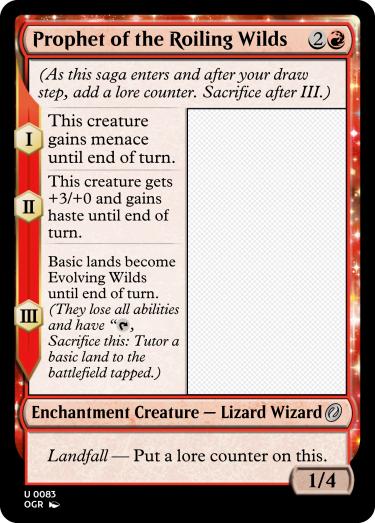 Prophet of the Roiling Wilds 2
(As this saga enters and after your draw
step, add a lore counter. Sacrifice after III.)
I
This creature
gains menace
until end of turn.
II
This creature gets
+3/+0 and gains
haste until end of
turn.
III
Basic lands become
Evolving Wilds
until end of turn.
(They lose all abilities
and have “,
Sacrifice this: Tutor a
basic land to the
battlefield tapped.)
Enchantment Creature — Lizard Wizard
Landfall — Put a lore counter on this.
1/4
U 0083
OGR